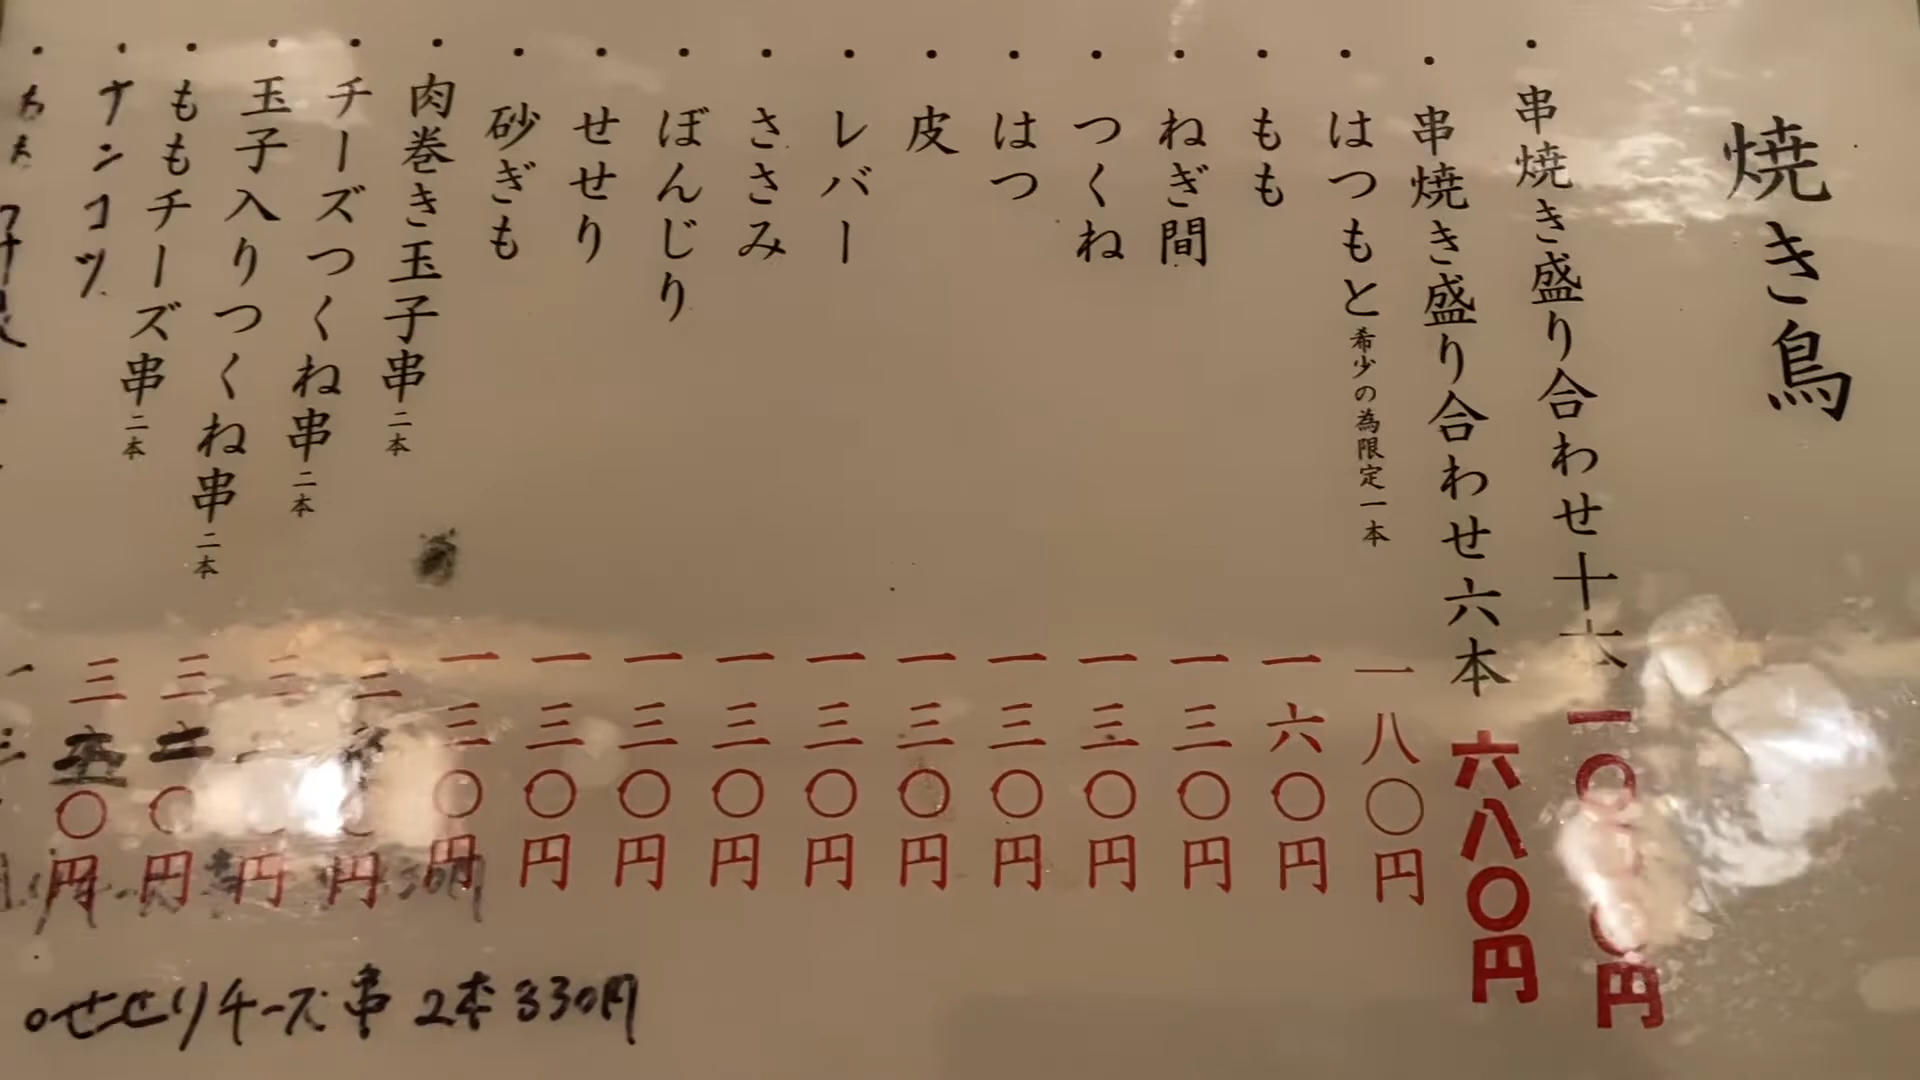 焼き鳥
・串焼き盛り合わせ十
・串焼き盛り合わせ六本 六八〇円
・はつもと 希少の為限定一本 一八〇円
・もも 一六〇円
・ねぎ間 一三〇円
・つくね 一三〇円
・はつ 一三〇円
・皮 一三〇円
・レバー 一三〇円
・ささみ 一三〇円
・ぼんじり 一三〇円
・せせり 一三〇円
・砂ぎも 一三〇円
・肉巻き玉子串 二本
・チーズつくね串 二本
・玉子入りつくね串 二本
・ももチーズ串 二本
・ナンコツ
せせりチーズ串 2本 330円